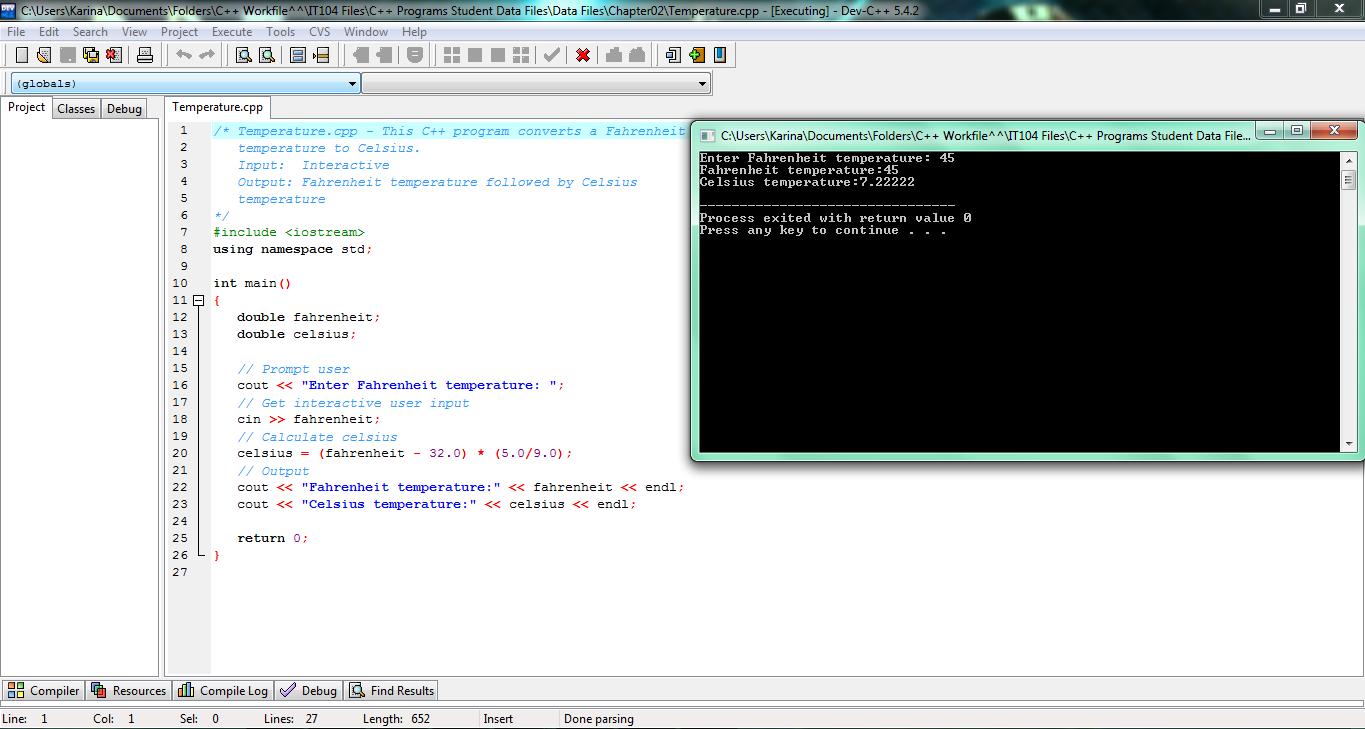 C:\Users\Karina\Documents\Folders\C++ Workfile^^\IT104 Files\C++ Programs Student Data Files\Data Files\Chapter02\Temperature.cpp - [Executing] - Dev-C++ 5.4.2
File Edit Search View Project Execute Tools CVS Window Help
(globals)
Project Classes Debug
Temperature.cpp
1 /* Temperature.cpp - This C++ program converts a Fahrenheit
2 temperature to Celsius.
3 Input: Interactive
4 Output: Fahrenheit temperature followed by Celsius
5 temperature
6 */
7 #include <iostream>
8 using namespace std;
9
10 int main()
11 {
12 double fahrenheit;
13 double celsius;
14
15 // Prompt user
16 cout << "Enter Fahrenheit temperature: ";
17 // Get interactive user input
18 cin >> fahrenheit;
19 // Calculate celsius
20 celsius = (fahrenheit - 32.0) * (5.0/9.0);
21 // Output
22 cout << "Fahrenheit temperature:" << fahrenheit << endl;
23 cout << "Celsius temperature:" << celsius << endl;
24
25 return 0;
26 }
27
C:\Users\Karina\Documents\Folders\C++ Workfile^^\IT104 Files\C++ Programs Student Data File...
Enter Fahrenheit temperature: 45
Fahrenheit temperature:45
Celsius temperature:7.22222
--------------------------------
Process exited with return value 0
Press any key to continue . . .
Compiler Resources Compile Log Debug Find Results
Line: 1 Col: 1 Sel: 0 Lines: 27 Length: 652 Insert Done parsing